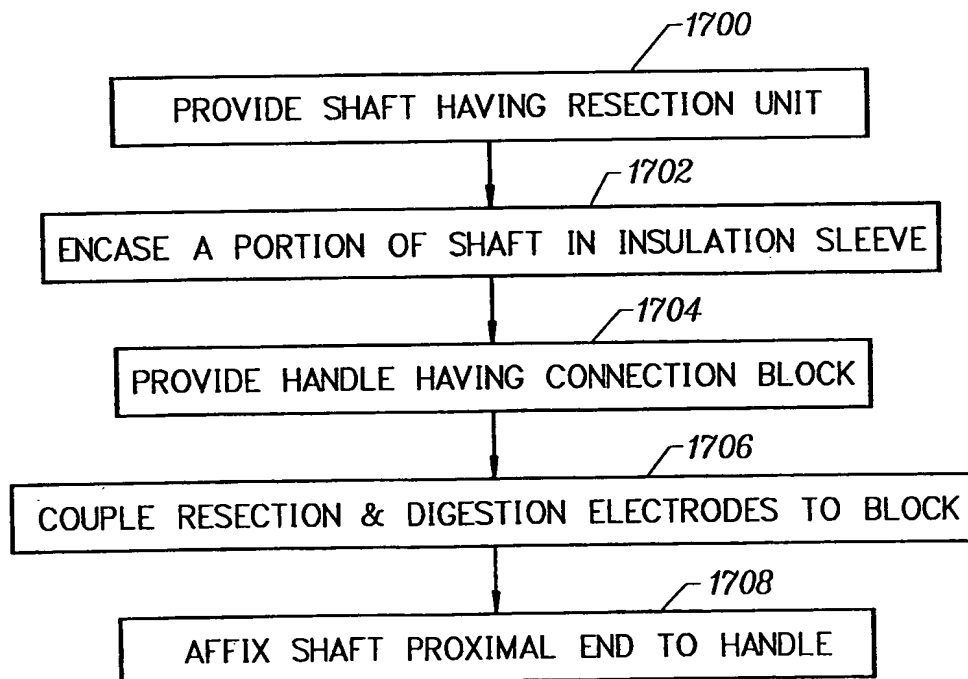 1700
PROVIDE SHAFT HAVING RESECTION UNIT
1702
ENCASE A PORTION OF SHAFT IN INSULATION SLEEVE
1704
PROVIDE HANDLE HAVING CONNECTION BLOCK
1706
COUPLE RESECTION & DIGESTION ELECTRODES TO BLOCK
1708
AFFIX SHAFT PROXIMAL END TO HANDLE